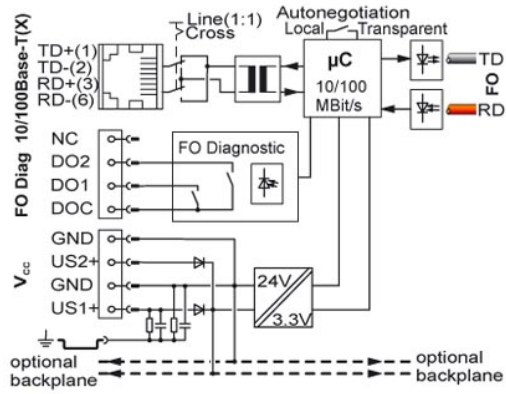 Line(1:1)
Cross
Autonegotiation
Local Transparent
10/100Base-T(X)
TD+(1)
TD-(2)
RD+(3)
RD-(6)
µC
10/100
MBit/s
TD
FO
RD
FO Diag
NC
DO2
DO1
DOC
FO Diagnostic
Vcc
GND
US2+
GND
US1+
24V
3.3V
optional
backplane
optional
backplane